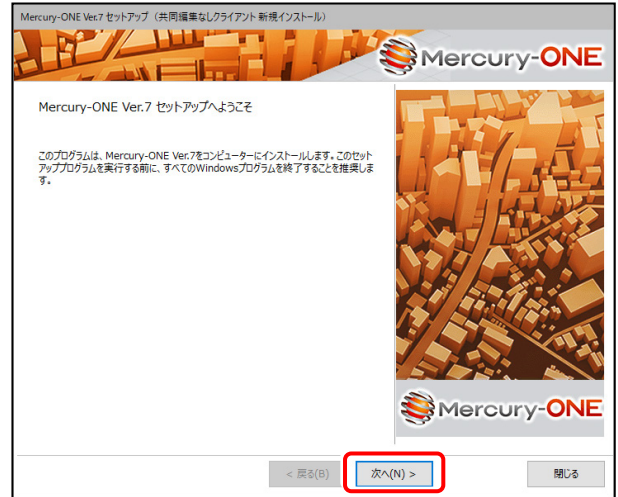 Mercury-ONE Ver.7 セットアップ（共同編集なしクライアント 新規インストール）
Mercury-ONE
Mercury-ONE Ver.7 セットアップへようこそ
このプログラムは、Mercury-ONE Ver.7をコンピューターにインストールします。このセット
アッププログラムを実行する前に、すべてのWindowsプログラムを終了することを推奨しま
す。
Mercury-ONE
< 戻る(B)
次へ(N) >
閉じる